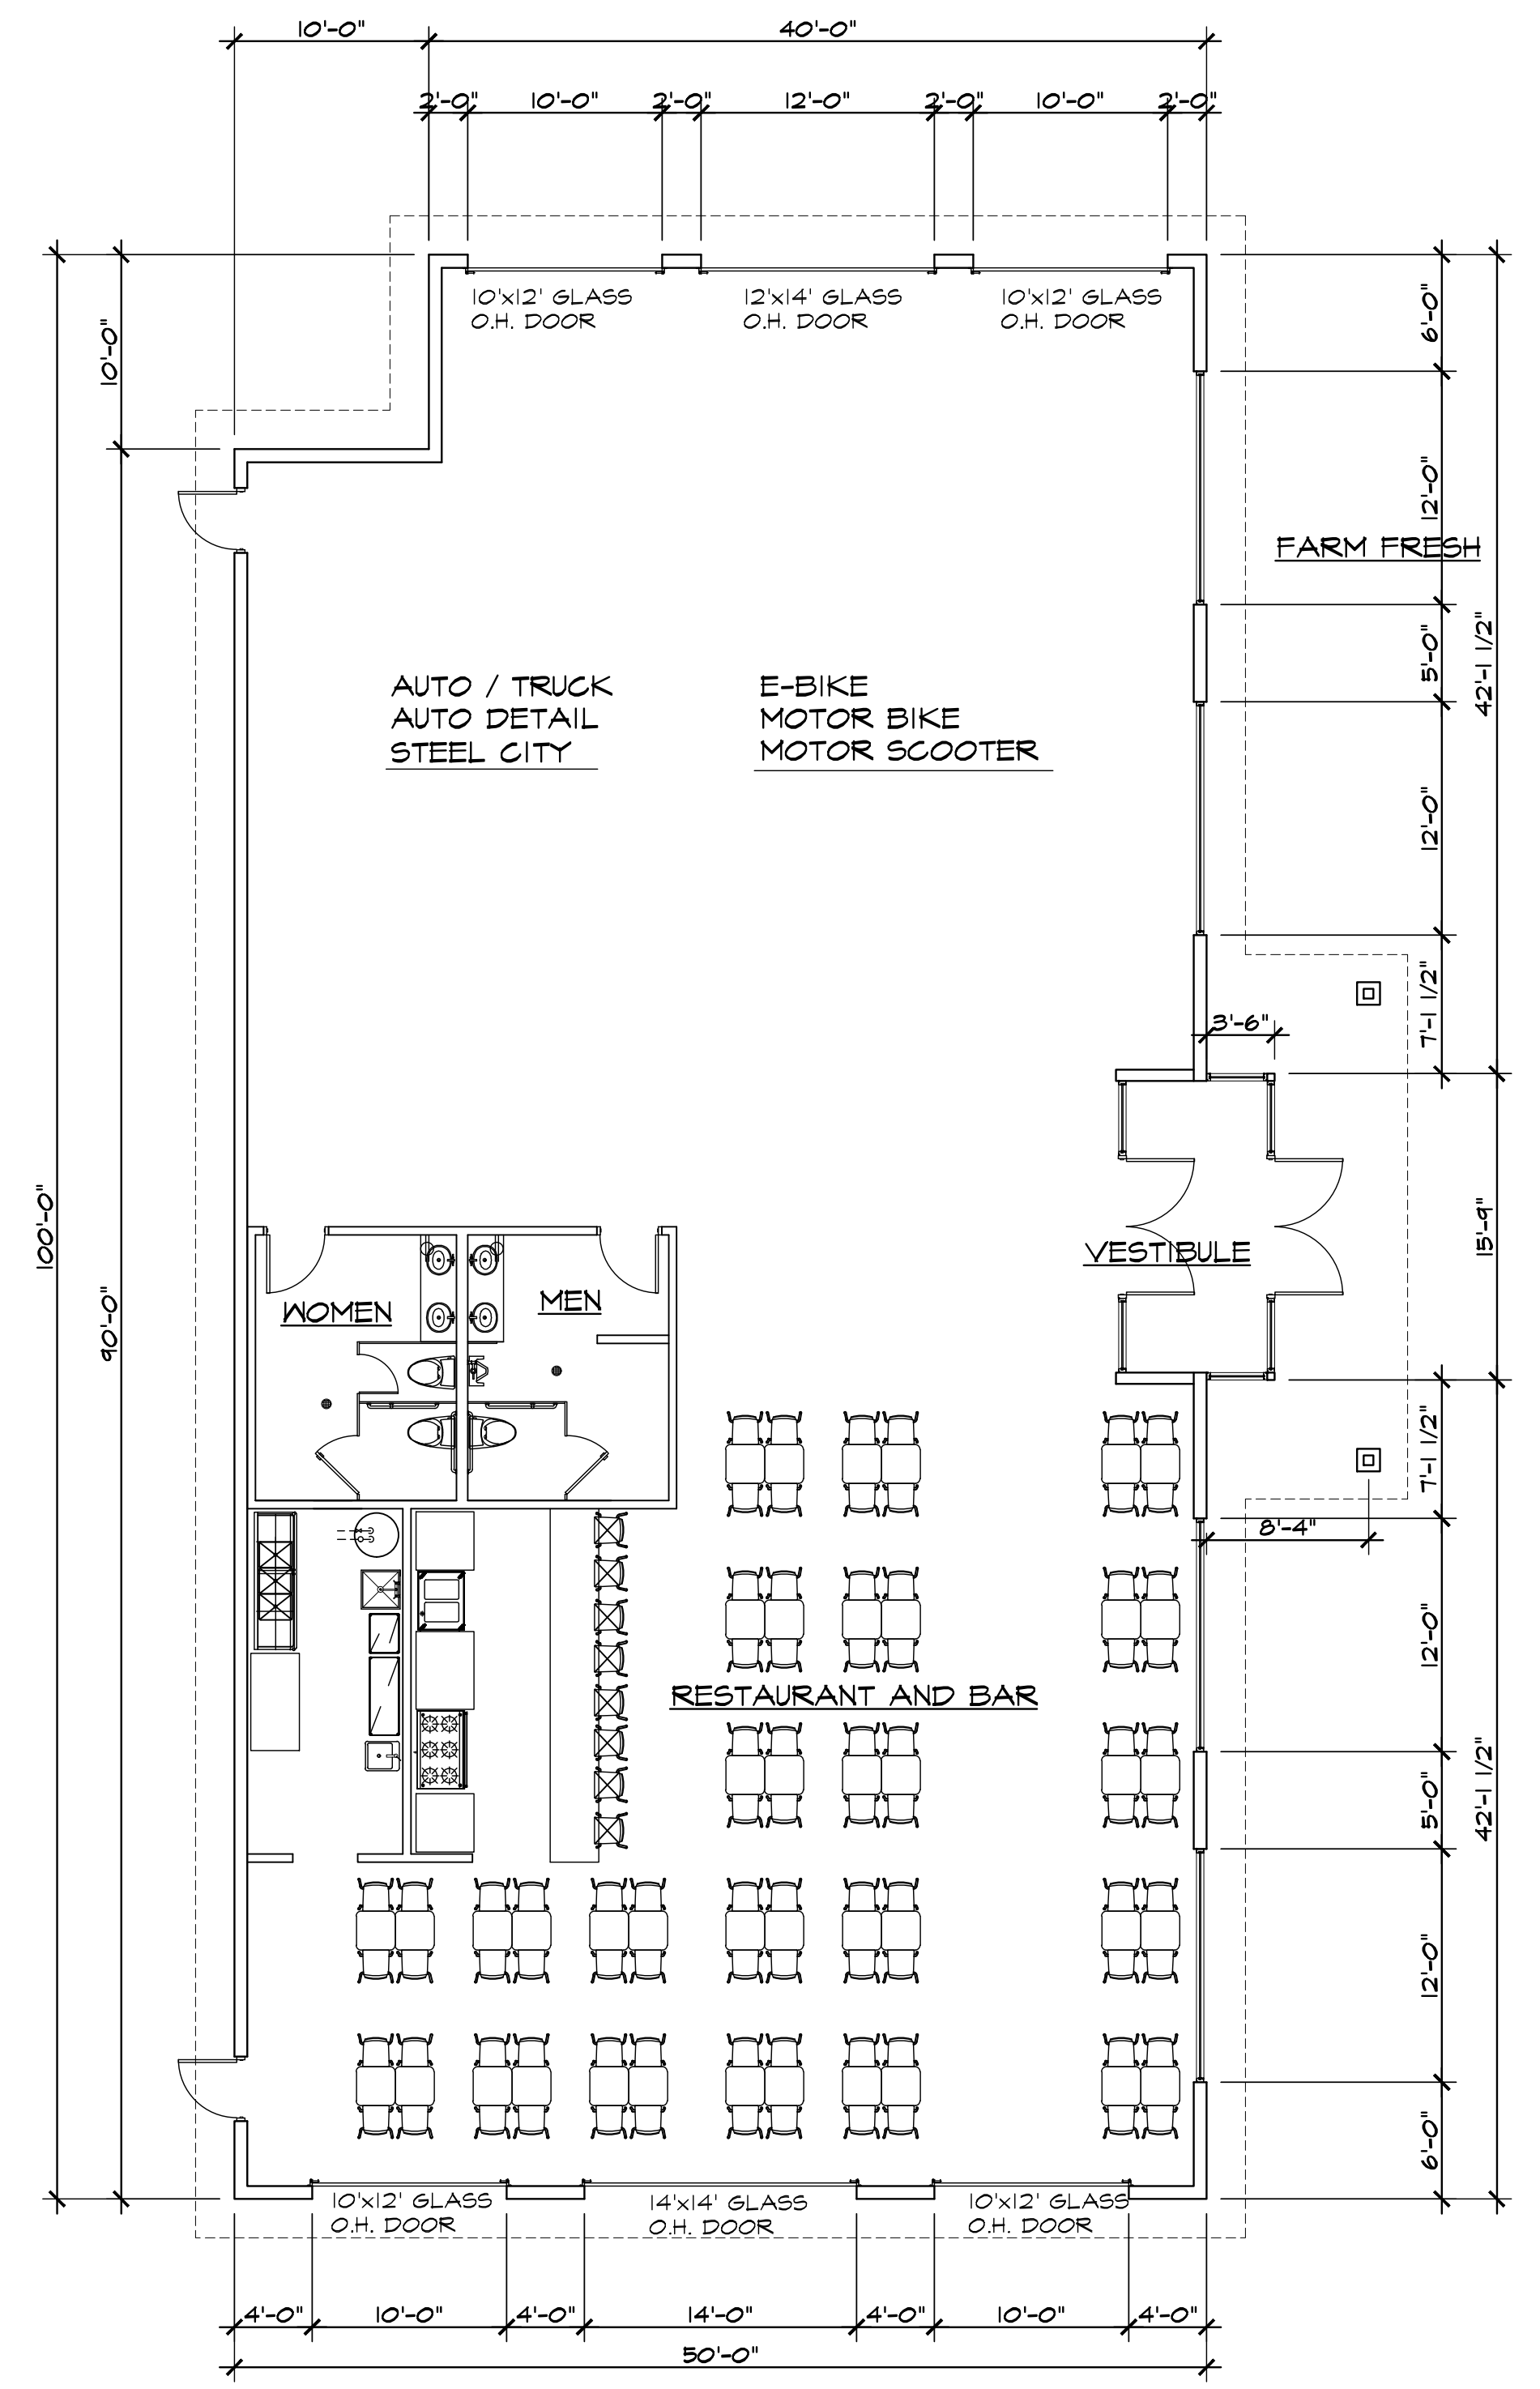 10'-0"
40'-0"
2'-0"
10'-0"
2'-0"
12'-0"
2'-0"
10'-0"
2'-0"
10'x12' GLASS
O.H. DOOR
12'x14' GLASS
O.H. DOOR
10'x12' GLASS
O.H. DOOR
10'-0"
6'-0"
12'-0"
FARM FRESH
5'-0"
42'-1 1/2"
AUTO / TRUCK
AUTO DETAIL
STEEL CITY
E-BIKE
MOTOR BIKE
MOTOR SCOOTER
12'-0"
7'-1 1/2"
3'-6"
100'-0"
90'-0"
15'-9"
VESTIBULE
WOMEN
MEN
7'-1 1/2"
8'-4"
12'-0"
RESTAURANT AND BAR
5'-0"
42'-1 1/2"
12'-0"
6'-0"
10'x12' GLASS
O.H. DOOR
14'x14' GLASS
O.H. DOOR
10'x12' GLASS
O.H. DOOR
4'-0"
10'-0"
4'-0"
14'-0"
4'-0"
10'-0"
4'-0"
50'-0"